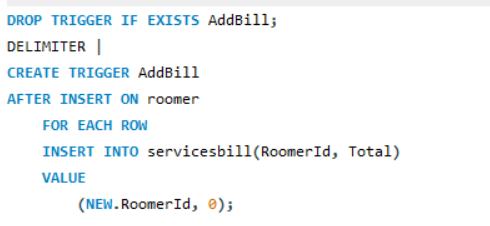 DROP TRIGGER IF EXISTS AddBill;
DELIMITER |
CREATE TRIGGER AddBill
AFTER INSERT ON roomer
    FOR EACH ROW
    INSERT INTO servicesbill(RoomerId, Total)
    VALUE
        (NEW.RoomerId, 0);